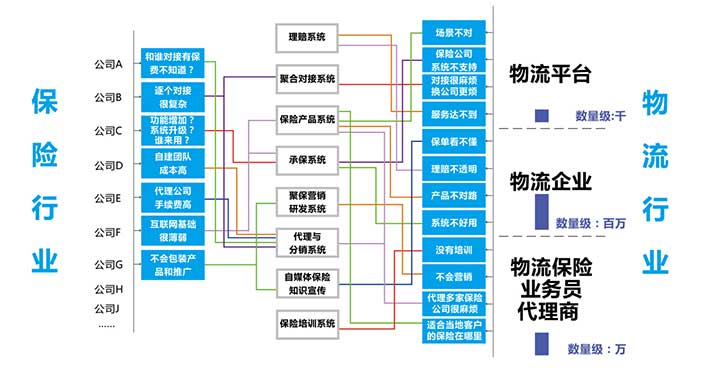 保险行业
公司A
公司B
公司C
公司D
公司E
公司F
公司G
公司H
公司J
......
和谁对接有保
费不知道？
逐个对接
很复杂
功能增加？
系统升级？
谁来用？
自建团队
成本高
代理公司
手续费高
互联网基础
很薄弱
不会包装产
品和推广
理赔系统
聚合对接系统
保险产品系统
承保系统
聚保营销
研发系统
代理与
分销系统
自媒体保险
知识宣传
保险培训系统
场景不对
保险公司
系统不支持
对接很麻烦
换公司更烦
服务达不到
保单看不懂
理赔不透明
产品不对路
系统不好用
没有培训
不会营销
代理多家保险
公司很麻烦
适合当地客户
的保险在哪里
物流平台
数量级:千
物流企业
数量级：百万
物流保险
业务员
代理商
数量级：万
物流行业